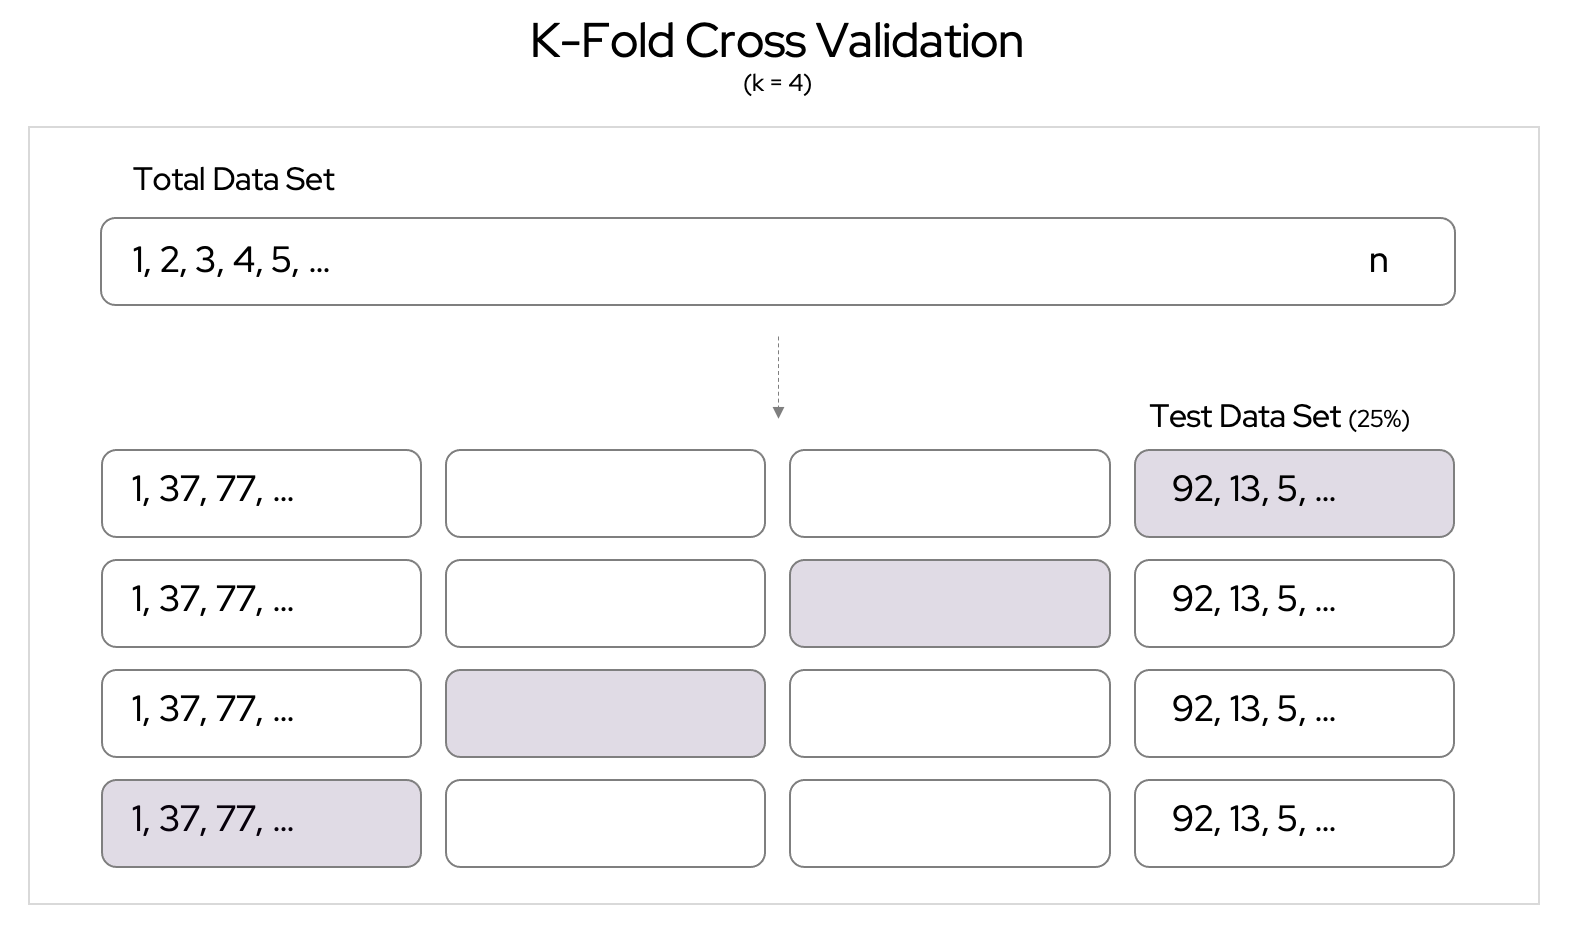 K-Fold Cross Validation
(k = 4)
Total Data Set
1, 2, 3, 4, 5, ... n
Test Data Set (25%)
1, 37, 77, ... 92, 13, 5, ...
1, 37, 77, ... 92, 13, 5, ...
1, 37, 77, ... 92, 13, 5, ...
1, 37, 77, ... 92, 13, 5, ...